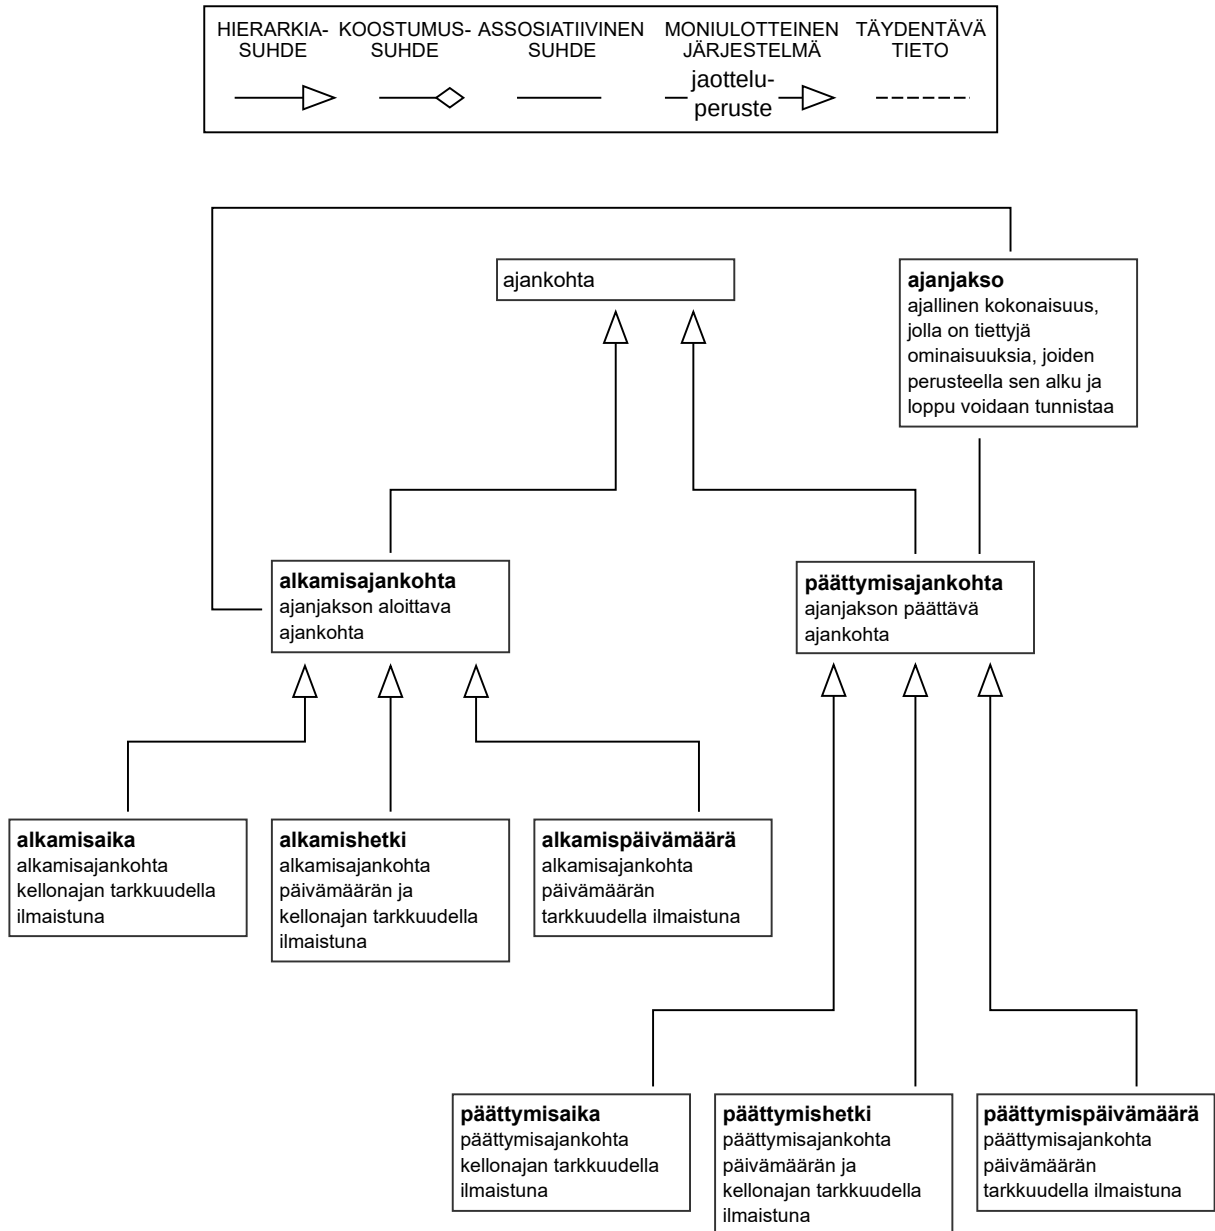 HIERARKIA-
SUHDE
KOOSTUMUS-
SUHDE
ASSOSIATIIVINEN
SUHDE
MONIULOTTEINEN
JÄRJESTELMÄ
jaottelu-
peruste
TÄYDENTÄVÄ
TIETO
ajankohta
ajanjakso
ajallinen kokonaisuus,
jolla on tiettyjä
ominaisuuksia, joiden
perusteella sen alku ja
loppu voidaan tunnistaa
alkamisajankohta
ajanjakson aloittava
ajankohta
päättymisajankohta
ajanjakson päättävä
ajankohta
alkamisaika
alkamisajankohta
kellonajan tarkkuudella
ilmaistuna
alkamishetki
alkamisajankohta
päivämäärän ja
kellonajan tarkkuudella
ilmaistuna
alkamispäivämäärä
alkamisajankohta
päivämäärän
tarkkuudella ilmaistuna
päättymisaika
päättymisajankohta
kellonajan tarkkuudella
ilmaistuna
päättymishetki
päättymisajankohta
päivämäärän ja
kellonajan tarkkuudella
ilmaistuna
päättymispäivämäärä
päättymisajankohta
päivämäärän
tarkkuudella ilmaistuna